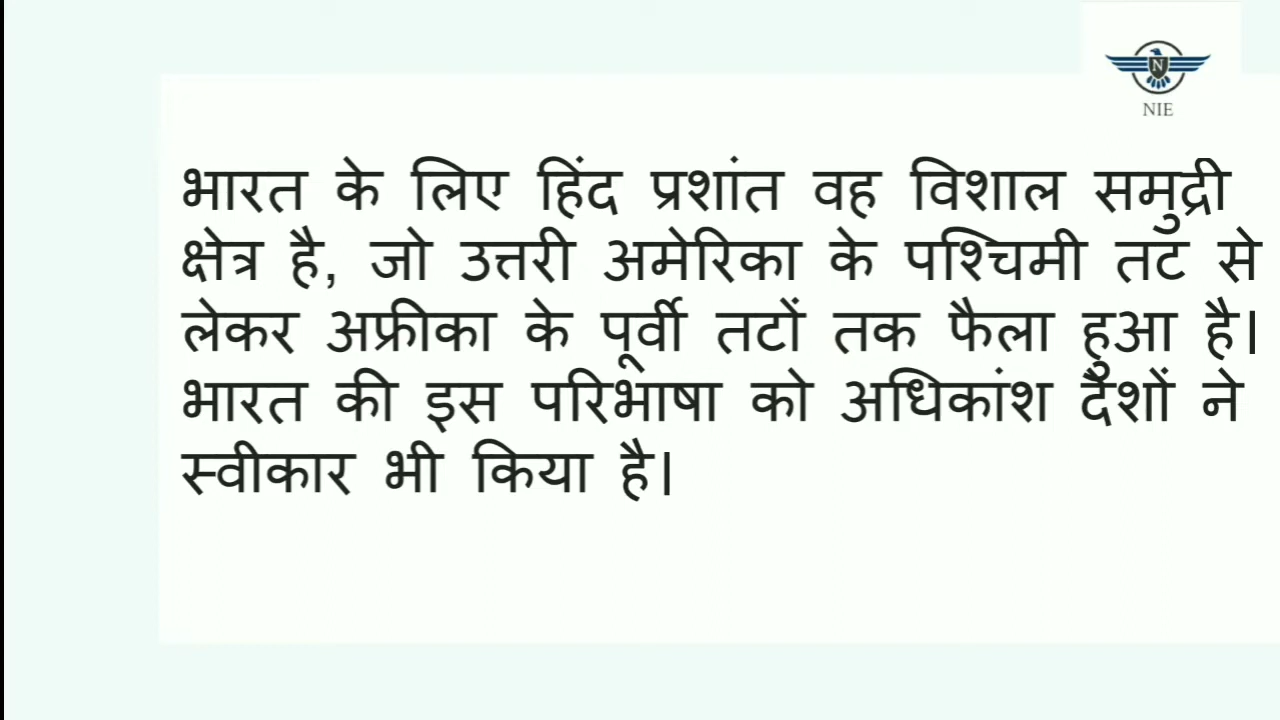 N
NIE
भारत के लिए हिंद प्रशांत वह विशाल समुद्री
क्षेत्र है, जो उत्तरी अमेरिका के पश्चिमी तट से
लेकर अफ्रीका के पूर्वी तटों तक फैला हुआ है।
भारत की इस परिभाषा को अधिकांश देशों ने
स्वीकार भी किया है।